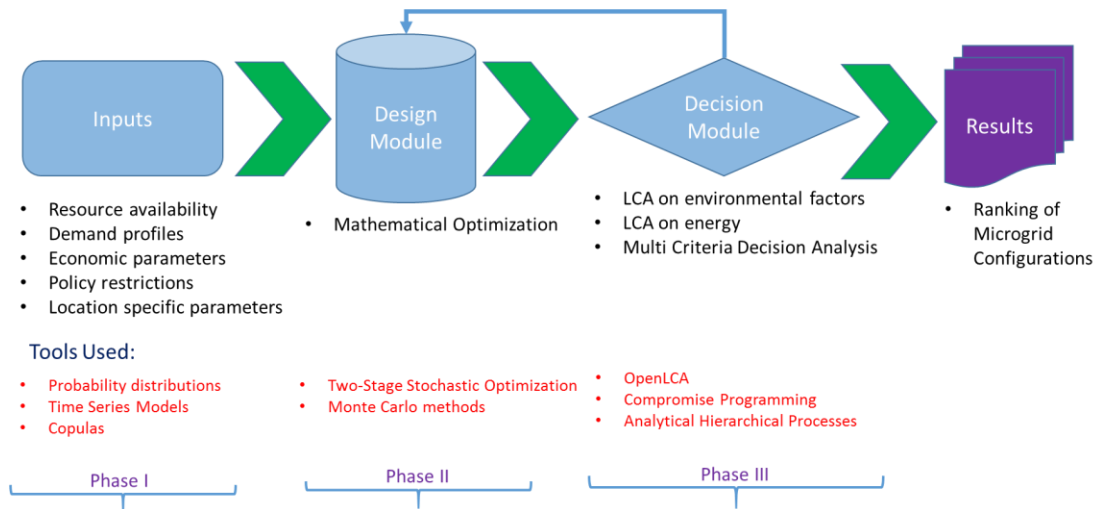 Inputs
Design
Module
Decision
Module
Results
• Resource availability
• Demand profiles
• Economic parameters
• Policy restrictions
• Location specific parameters
• Mathematical Optimization
• LCA on environmental factors
• LCA on energy
• Multi Criteria Decision Analysis
• Ranking of
Microgrid
Configurations
Tools Used:
• Probability distributions
• Time Series Models
• Copulas
• Two-Stage Stochastic Optimization
• Monte Carlo methods
• OpenLCA
• Compromise Programming
• Analytical Hierarchical Processes
Phase I
Phase II
Phase III